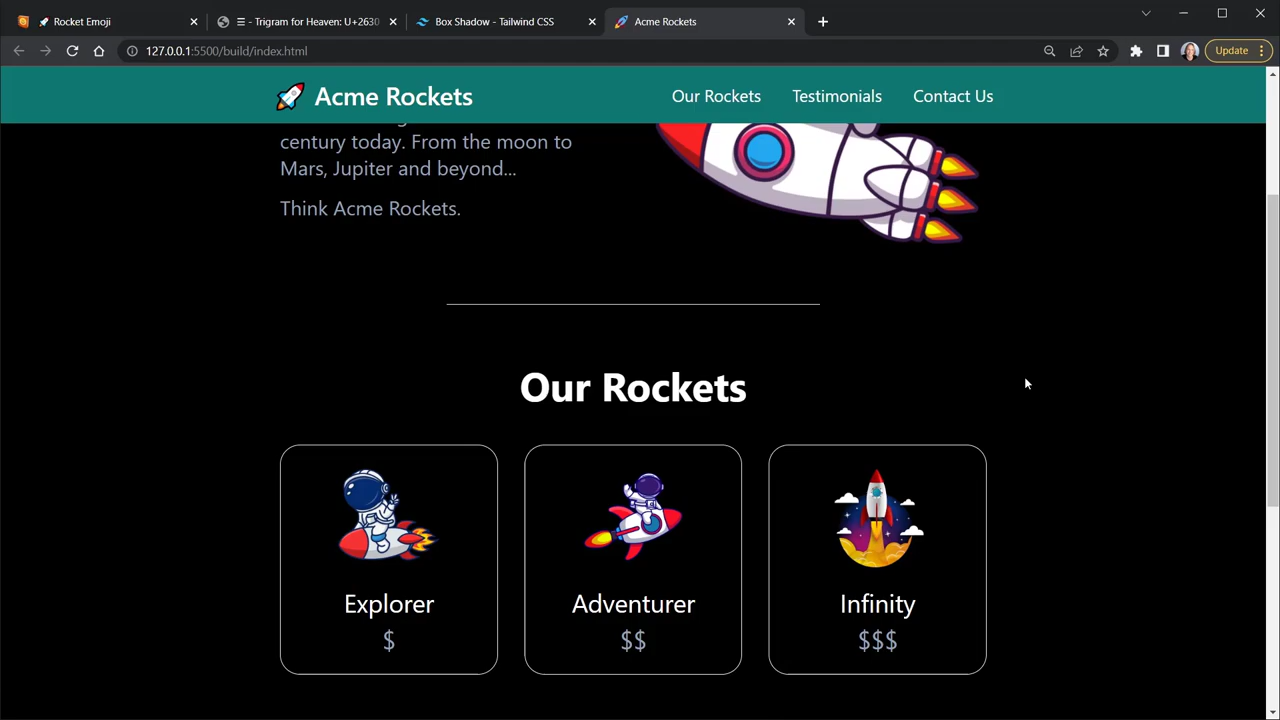 Rocket Emoji
☰ - Trigram for Heaven: U+2630
Box Shadow - Tailwind CSS
Acme Rockets
127.0.0.1:5500/build/index.html
Update
Acme Rockets
Our Rockets
Testimonials
Contact Us
century today. From the moon to
Mars, Jupiter and beyond...
Think Acme Rockets.
Our Rockets
Explorer
$
Adventurer
$$
Infinity
$$$